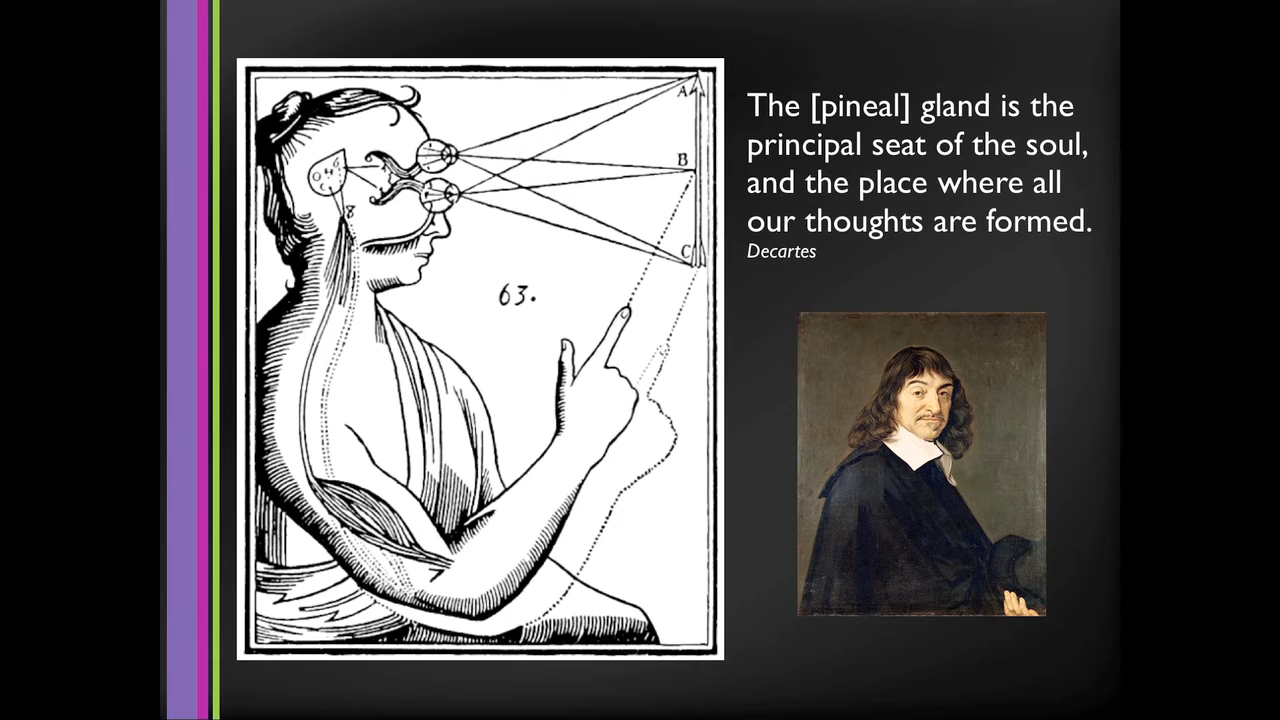 A
B
C
8
63.
The [pineal] gland is the
principal seat of the soul,
and the place where all
our thoughts are formed.
Decartes